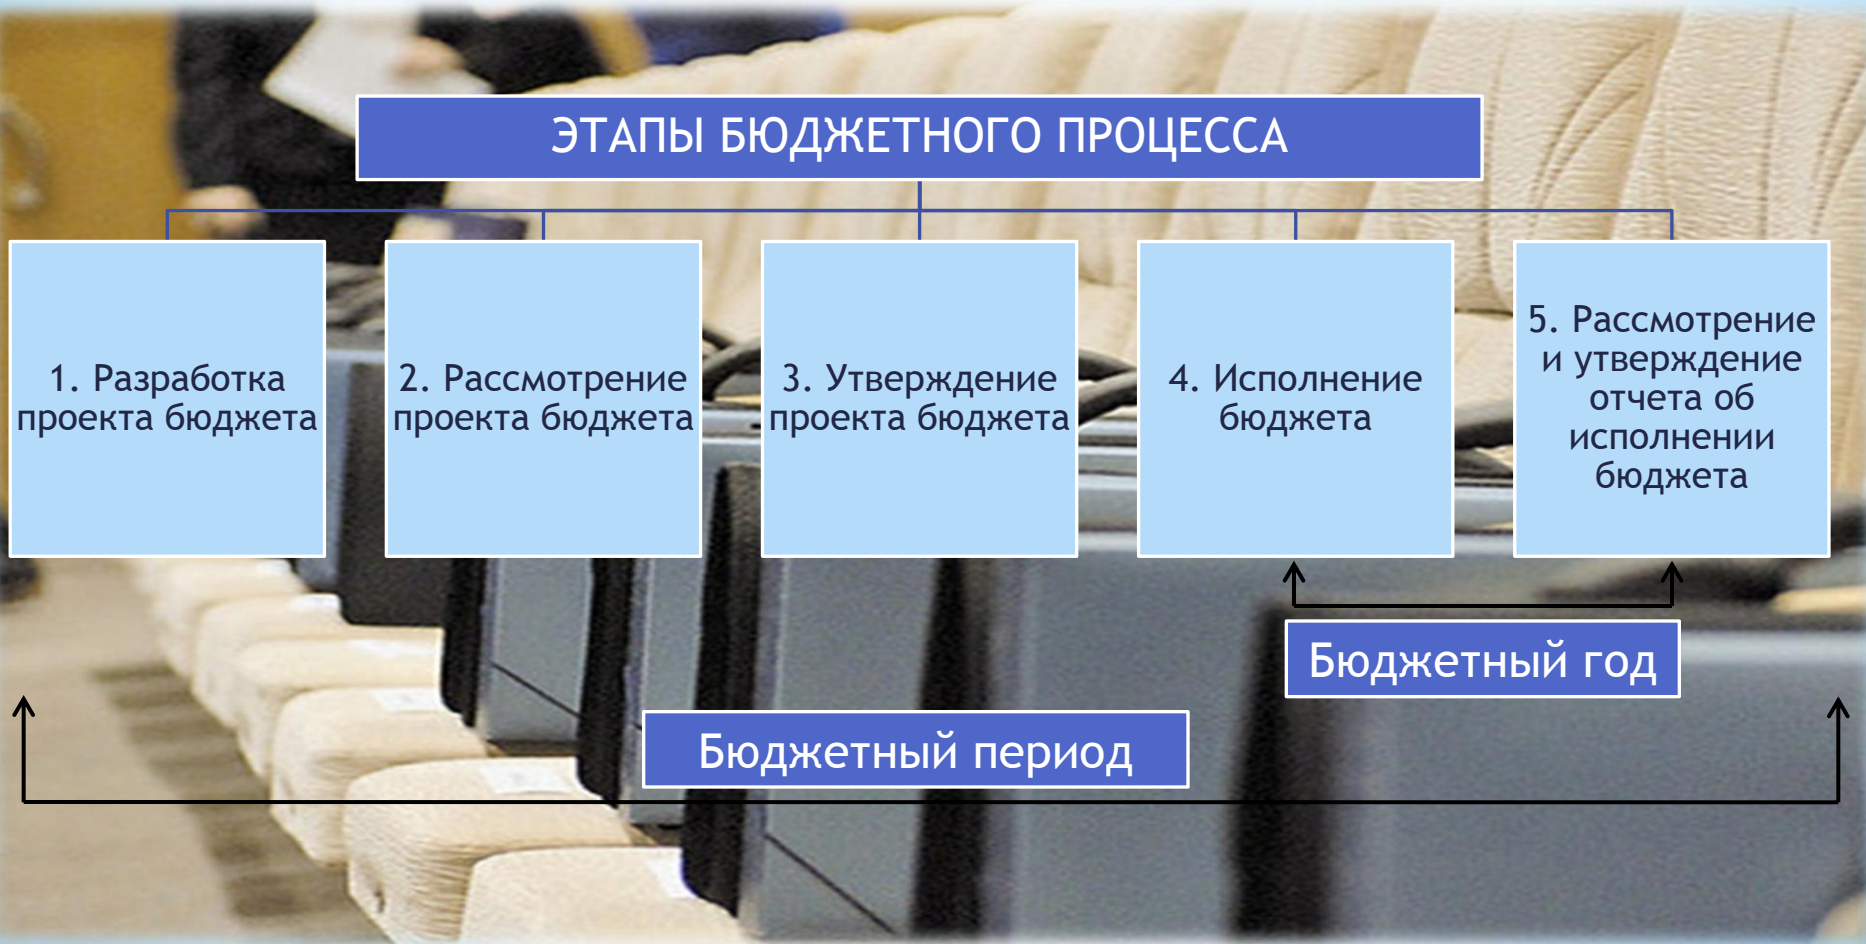 ЭТАПЫ БЮДЖЕТНОГО ПРОЦЕССА
1. Разработка
проекта бюджета
2. Рассмотрение
проекта бюджета
3. Утверждение
проекта бюджета
4. Исполнение
бюджета
5. Рассмотрение
и утверждение
отчета об
исполнении
бюджета
Бюджетный год
Бюджетный период